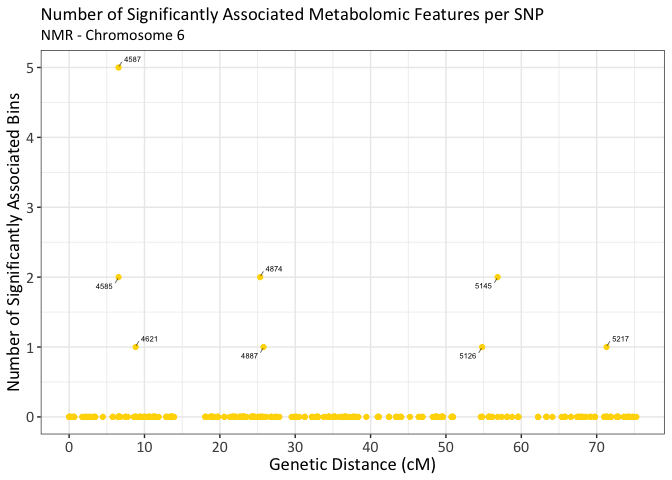 Number of Significantly Associated Metabolomic Features per SNP
NMR - Chromosome 6
Number of Significantly Associated Bins
5
4
3
2
1
0
4587
4874
4585
5145
4621
5217
4887
5126
0 10 20 30 40 50 60 70
Genetic Distance (cM)